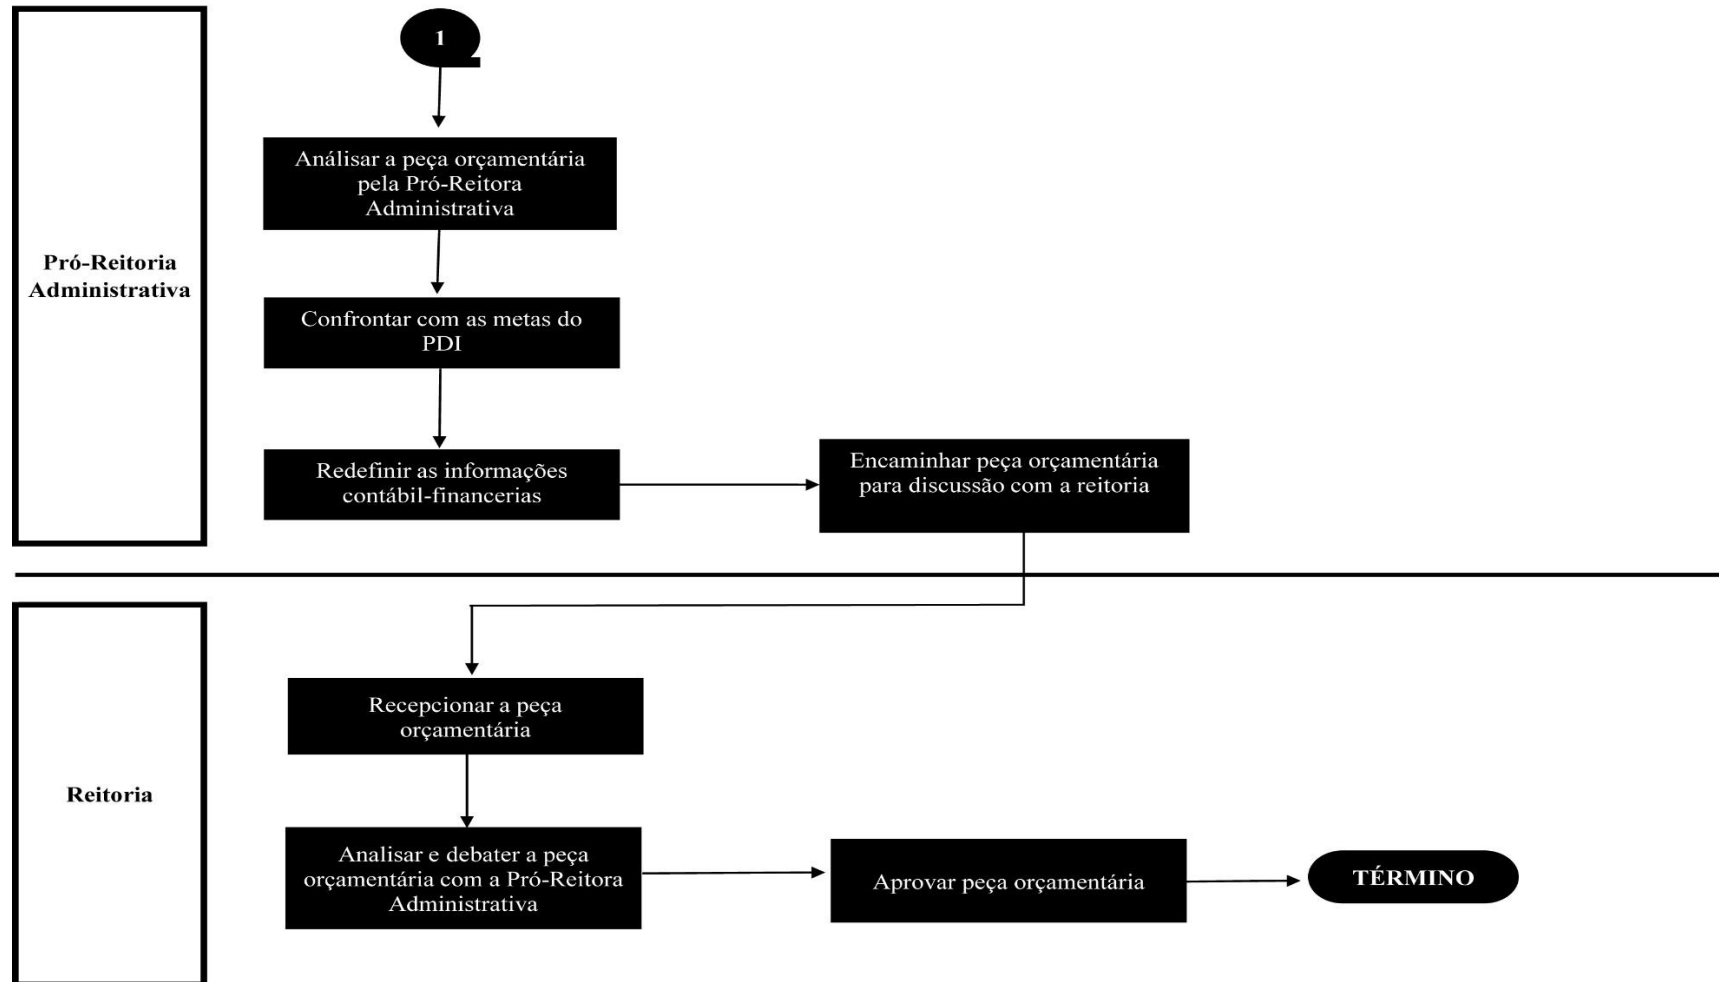 1
Análisar a peça orçamentária
pela Pró-Reitora
Administrativa
Pró-Reitoria
Administrativa
Confrontar com as metas do
PDI
Redefinir as informações
contábil-financerias
Encaminhar peça orçamentária
para discussão com a reitoria
Recepcionar a peça
orçamentária
Reitoria
Analisar e debater a peça
orçamentária com a Pró-Reitora
Administrativa
Aprovar peça orçamentária
TÉRMINO